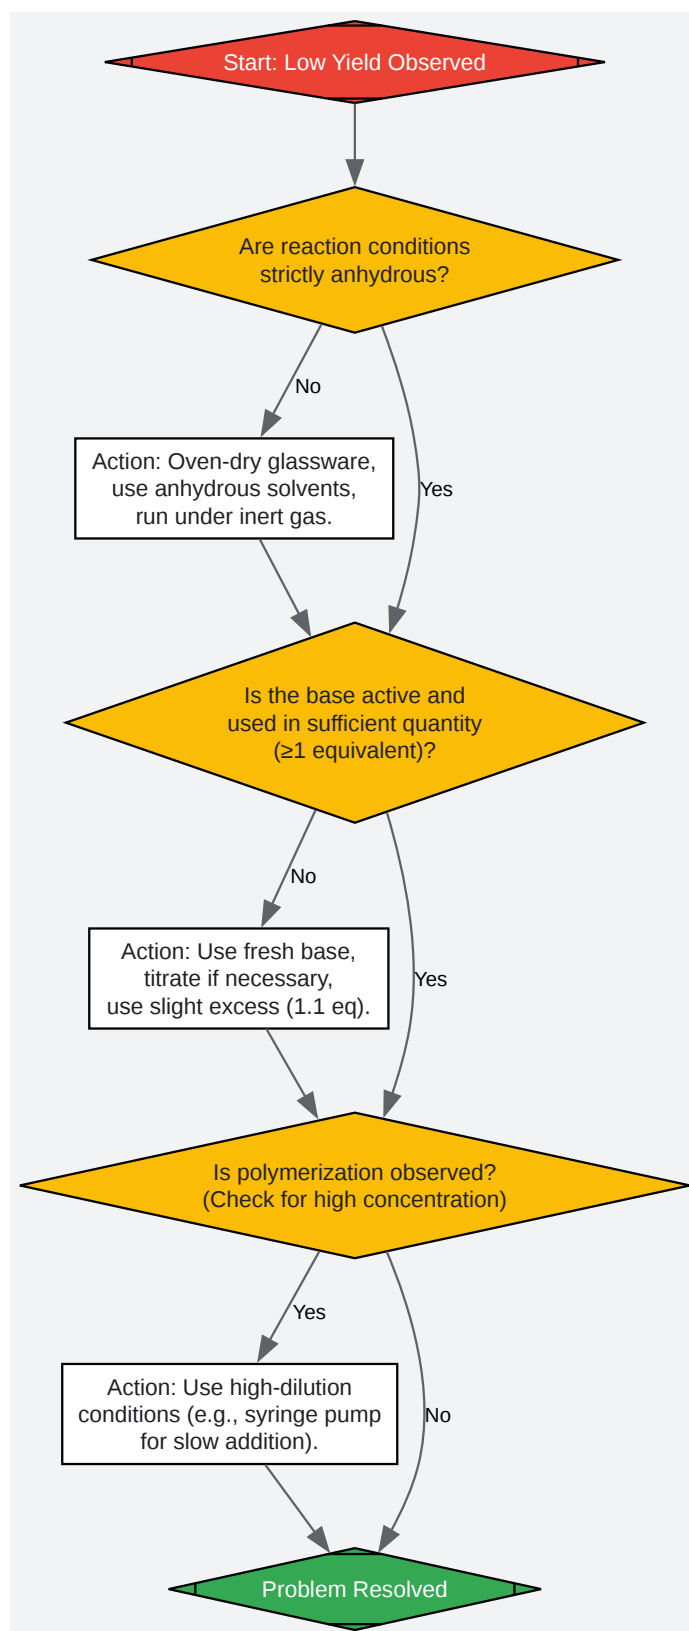 Start: Low Yield Observed
Are reaction conditions
strictly anhydrous?
No
Action: Oven-dry glassware,
use anhydrous solvents,
run under inert gas.
Yes
Is the base active and
used in sufficient quantity
(≥1 equivalent)?
No
Action: Use fresh base,
titrate if necessary,
use slight excess (1.1 eq).
Yes
Is polymerization observed?
(Check for high concentration)
Yes
Action: Use high-dilution
conditions (e.g., syringe pump
for slow addition).
No
Problem Resolved